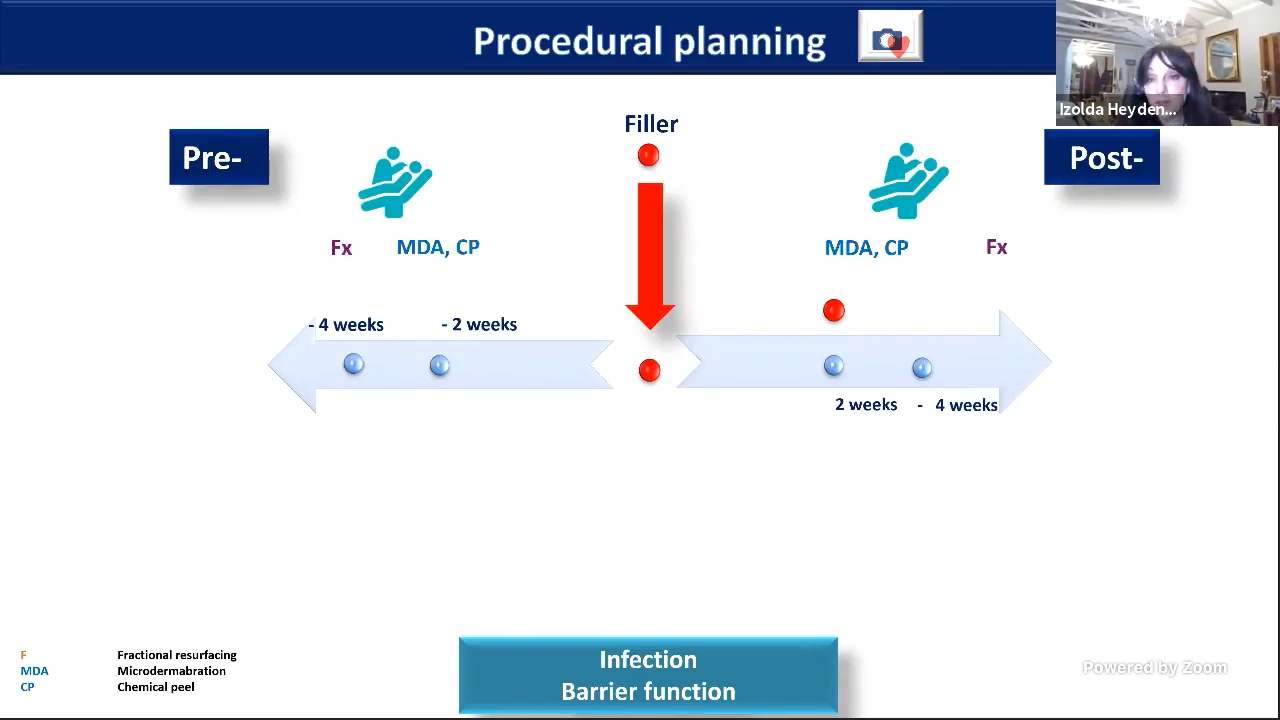 Procedural planning
Izolda Heyden...
Filler
Pre-
Post-
Fx MDA, CP
MDA, CP Fx
- 4 weeks - 2 weeks
2 weeks - 4 weeks
F Fractional resurfacing
MDA Microdermabration
CP Chemical peel
Infection
Barrier function
Powered by Zoom